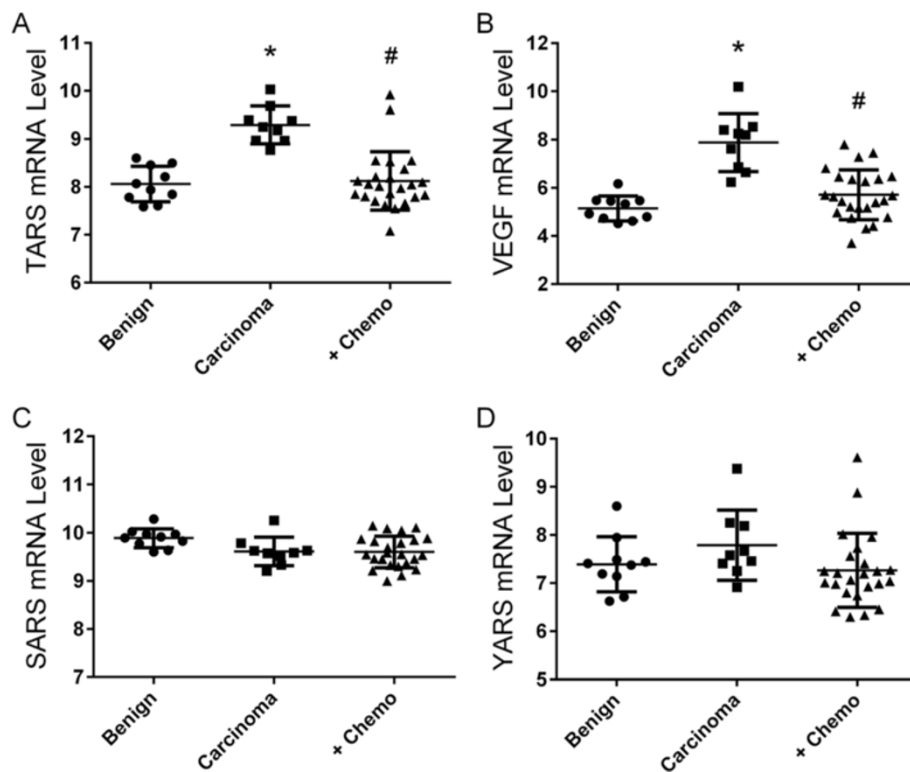 A
TARS mRNA Level
11
10
9
8
7
6
*
#
Benign
Carcinoma
+ Chemo
B
VEGF mRNA Level
12
10
8
6
4
2
*
#
Benign
Carcinoma
+ Chemo
C
SARS mRNA Level
12
11
10
9
8
7
Benign
Carcinoma
+ Chemo
D
YARS mRNA Level
10
9
8
7
6
5
Benign
Carcinoma
+ Chemo